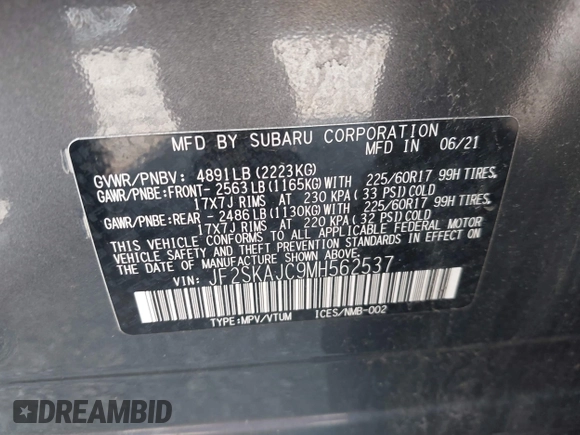 MFD BY SUBARU CORPORATION MFD IN 06/21
GVWR/PNBV: 4891LB(2223KG)
GAWR/PNBE:FRONT- 2563LB(1165KG)WITH 225/60R17 99H TIRES,
17X7J RIMS AT 230 KPA(33 PSI)COLD
GAWR/PNBE:REAR -2486LB(1130KG)WITH 225/60R17 99H TIRES,
17X7J RIMS AT 220 KPA(32 PSI)COLD
THIS VEHICLE CONFORMS TO ALL APPLICABLE FEDERAL MOTOR
VEHICLE SAFETY, BUMPER, AND THEFT PREVENTION STANDARDS
IN EFFECT ON THE DATE OF MANUFACTURE SHOWN ABOVE.
VIN: JF2SKAJC9MH562537
TYPE:MPV/VTUM ICES/NMB-002
DREAMBID